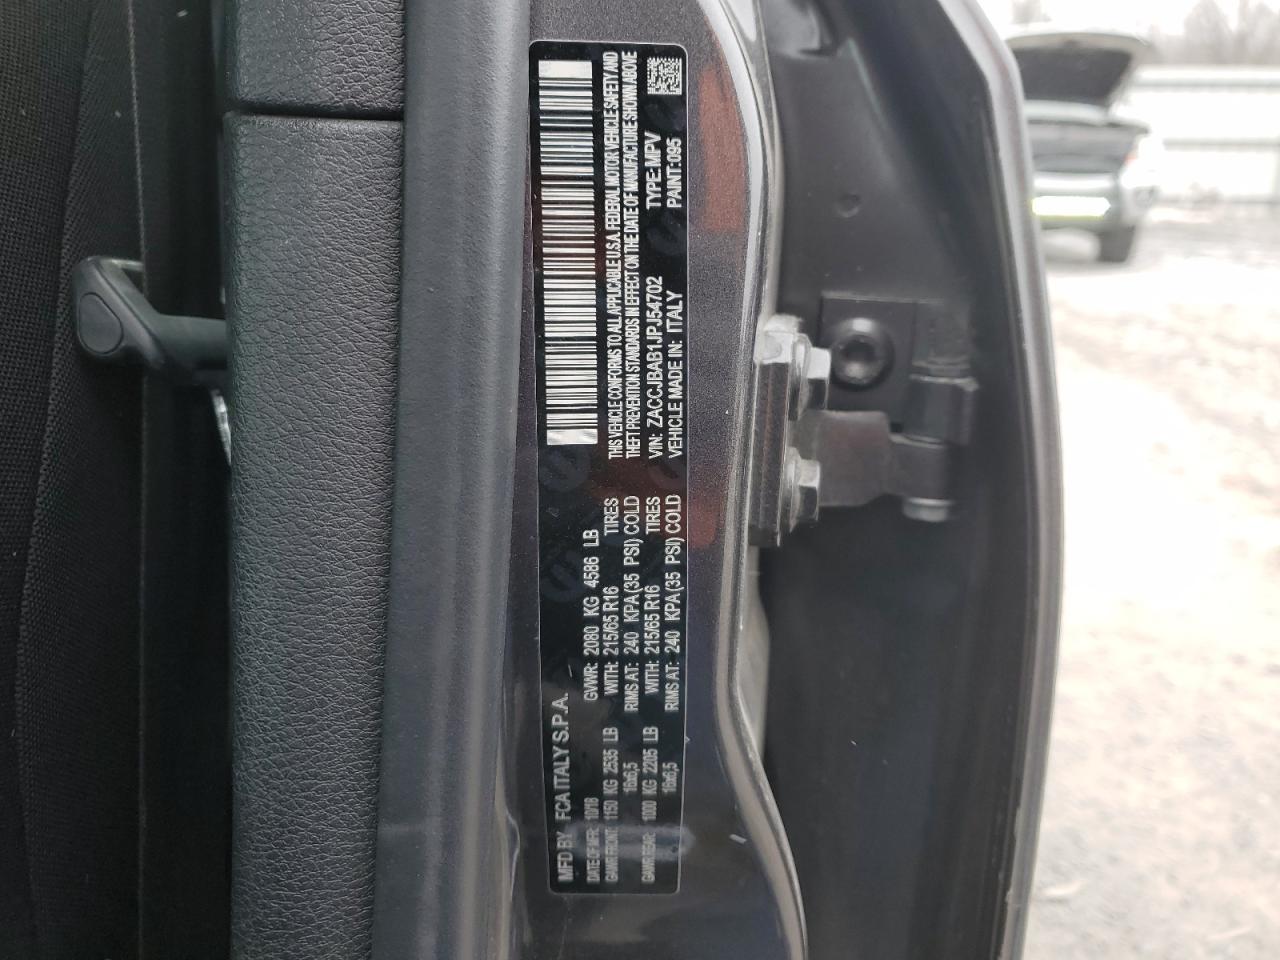 MFD BY FCA ITALY S.P.A.
DATE OF MFR: 10/18 GVWR: 2080 KG 4586 LB
GAWR FRONT: 1150 KG 2535 LB WITH: 215/65 R16 TIRES
16x6,5 RIMS AT: 240 KPA (35 PSI) COLD
GAWR REAR: 1000 KG 2205 LB WITH: 215/65 R16 TIRES
16x6,5 RIMS AT: 240 KPA (35 PSI) COLD
THIS VEHICLE CONFORMS TO ALL APPLICABLE U.S.A. FEDERAL MOTOR VEHICLE SAFETY AND
THEFT PREVENTION STANDARDS IN EFFECT ON THE DATE OF MANUFACTURE SHOWN ABOVE
VIN: ZACCJBAB1JPJ54702 TYPE: MPV
VEHICLE MADE IN: ITALY PAINT: 095